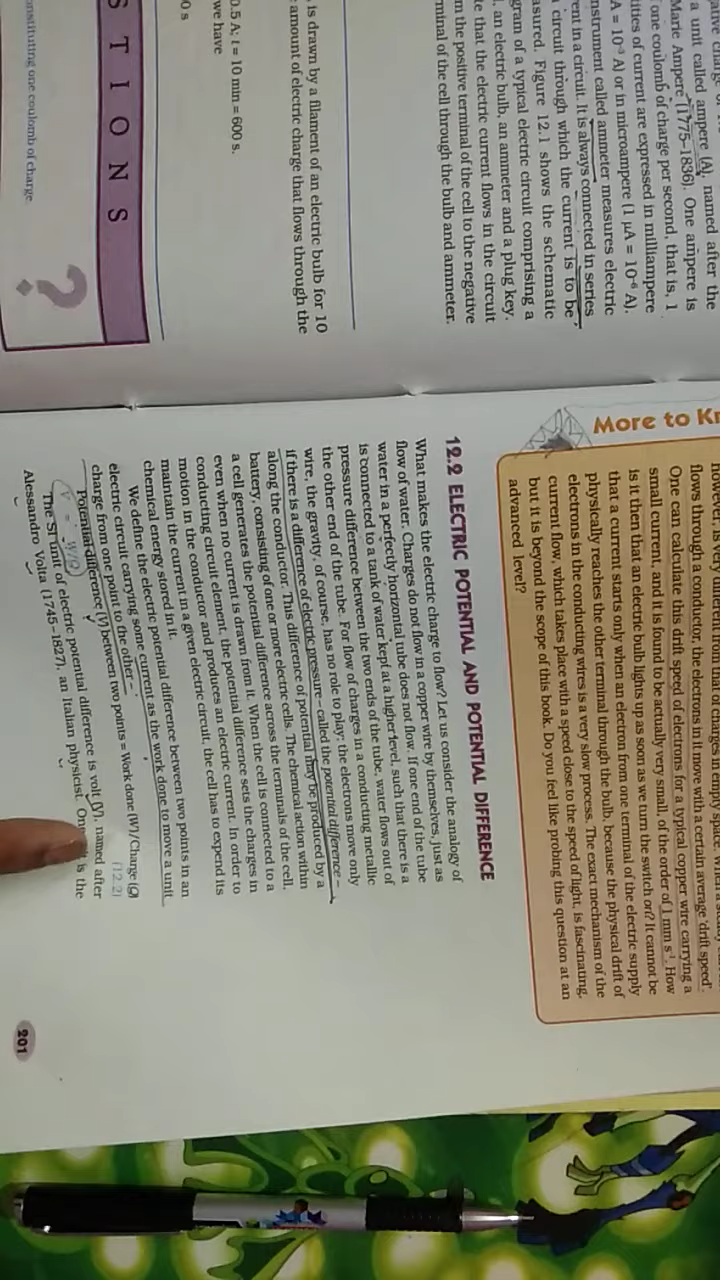 a unit called ampere (A), named after the
Marie Ampere (1775–1836). One ampere is
one coulomb of charge per second, that is, 1
ities of current are expressed in milliampere
A = 10⁻³ A) or in microampere (1 µA = 10⁻⁶ A).
nstrument called ammeter measures electric
ent in a circuit. It is always connected in series
circuit through which the current is to be
asured. Figure 12.1 shows the schematic
gram of a typical electric circuit comprising a
, an electric bulb, an ammeter and a plug key.
te that the electric current flows in the circuit
m the positive terminal of the cell to the negative
minal of the cell through the bulb and ammeter.
is drawn by a filament of an electric bulb for 10
amount of electric charge that flows through the
0.5 A; t = 10 min = 600 s.
we have
0 s
S T I O N S
?
nstituting one coulomb of charge.
More to Kn
however, is very different from that of charges in empty space. When a
flows through a conductor, the electrons in it move with a certain average 'drift speed'.
One can calculate this drift speed of electrons for a typical copper wire carrying a
small current, and it is found to be actually very small, of the order of 1 mm s⁻¹. How
is it then that an electric bulb lights up as soon as we turn the switch on? It cannot be
that a current starts only when an electron from one terminal of the electric supply
physically reaches the other terminal through the bulb, because the physical drift of
electrons in the conducting wires is a very slow process. The exact mechanism of the
current flow, which takes place with a speed close to the speed of light, is fascinating,
but it is beyond the scope of this book. Do you feel like probing this question at an
advanced level?
12.2 ELECTRIC POTENTIAL AND POTENTIAL DIFFERENCE
What makes the electric charge to flow? Let us consider the analogy of
flow of water. Charges do not flow in a copper wire by themselves, just as
water in a perfectly horizontal tube does not flow. If one end of the tube
is connected to a tank of water kept at a higher level, such that there is a
pressure difference between the two ends of the tube, water flows out of
the other end of the tube. For flow of charges in a conducting metallic
wire, the gravity, of course, has no role to play; the electrons move only
if there is a difference of electric pressure – called the potential difference –
along the conductor. This difference of potential may be produced by a
battery, consisting of one or more electric cells. The chemical action within
a cell generates the potential difference across the terminals of the cell,
even when no current is drawn from it. When the cell is connected to a
conducting circuit element, the potential difference sets the charges in
motion in the conductor and produces an electric current. In order to
maintain the current in a given electric circuit, the cell has to expend its
chemical energy stored in it.
We define the electric potential difference between two points in an
electric circuit carrying some current as the work done to move a unit
charge from one point to the other –
Potential difference (V) between two points = Work done (W)/Charge (Q)
V = W/Q (12.2)
The SI unit of electric potential difference is volt (V), named after
Alessandro Volta (1745–1827), an Italian physicist. One is the
201